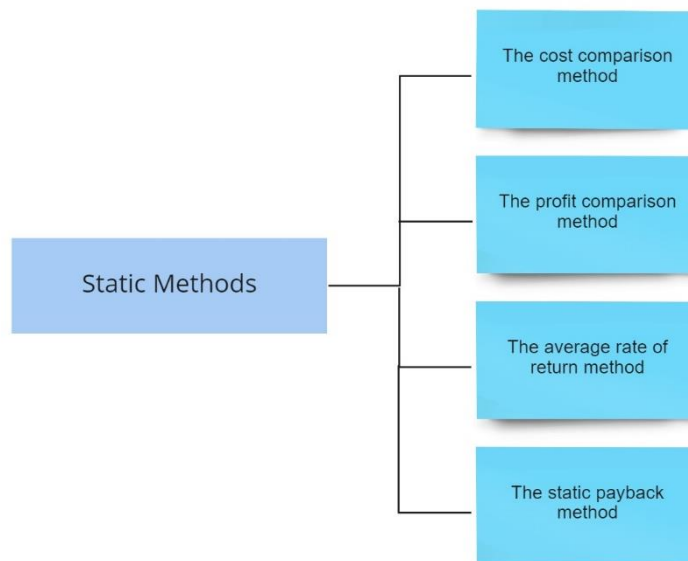 Static Methods
The cost comparison
method
The profit comparison
method
The average rate of
return method
The static payback
method